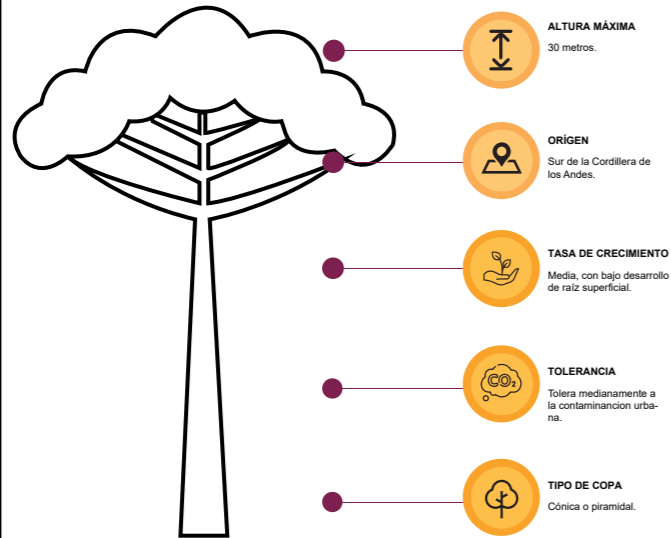 ALTURA MÁXIMA
30 metros.
ORÍGEN
Sur de la Cordillera de
los Andes.
TASA DE CRECIMIENTO
Media, con bajo desarrollo
de raíz superficial.
CO₂
TOLERANCIA
Tolera medianamente a
la contaminancion urba-
na.
TIPO DE COPA
Cónica o piramidal.